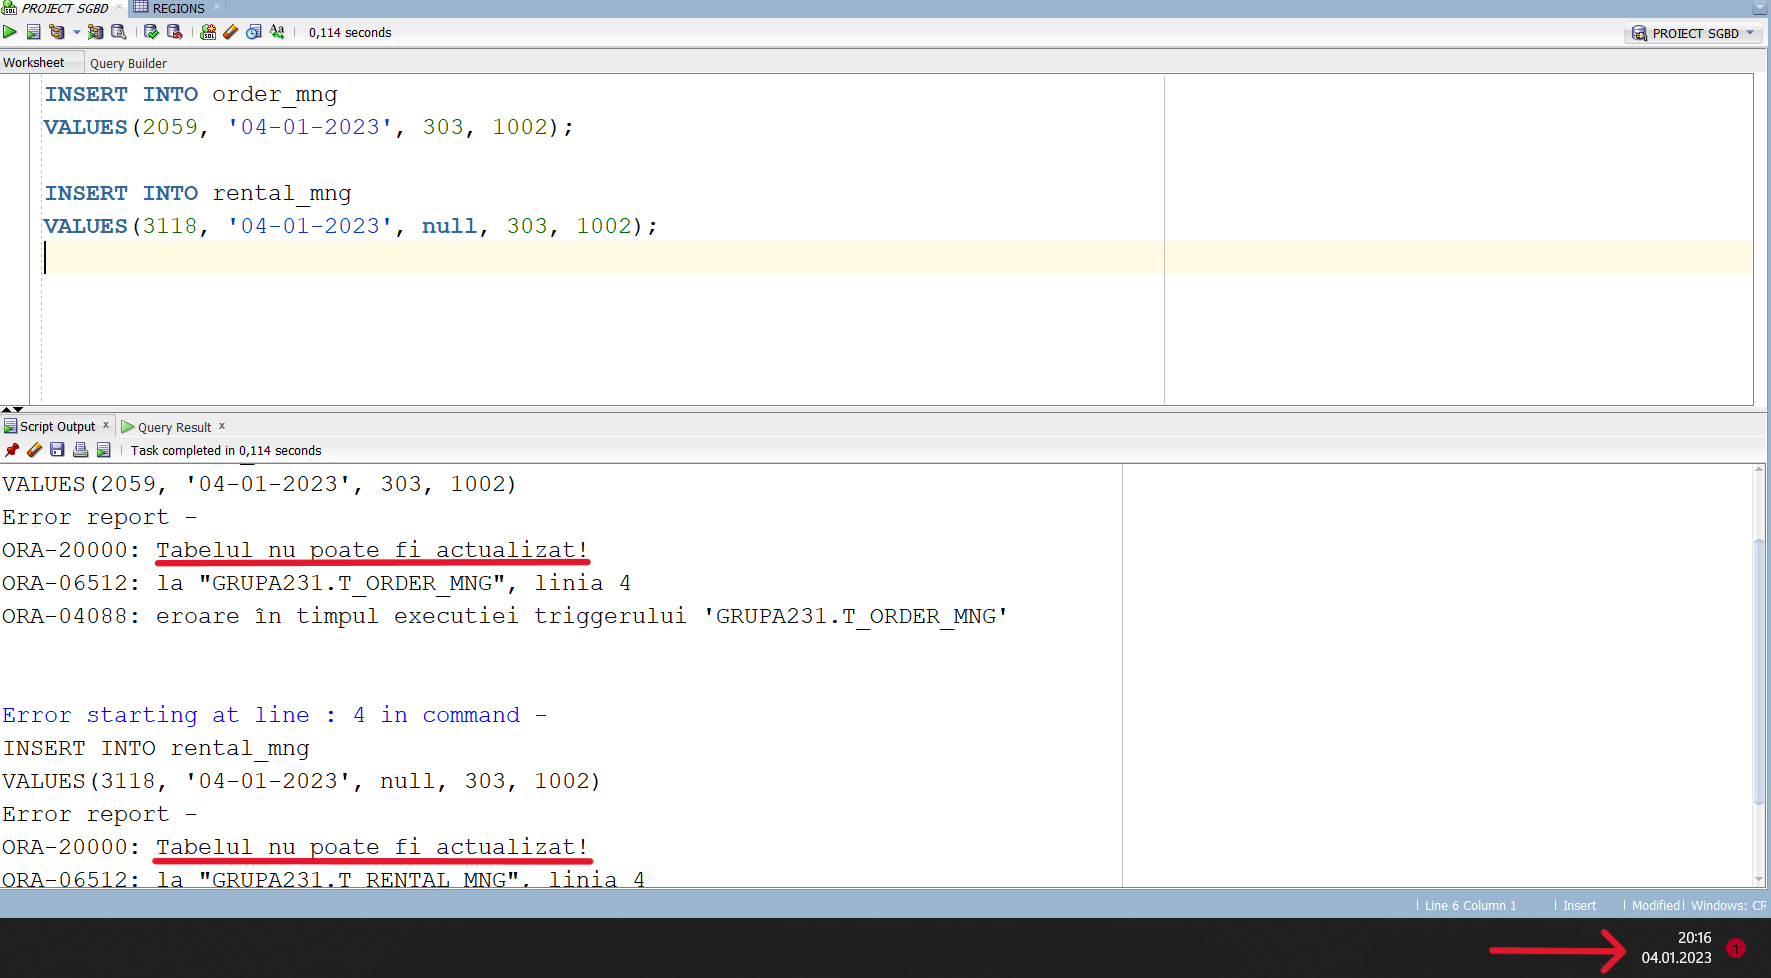 PROIECT SGBD × REGIONS ×
0,114 seconds PROIECT SGBD
Worksheet Query Builder
INSERT INTO order_mng
VALUES(2059, '04-01-2023', 303, 1002);
INSERT INTO rental_mng
VALUES(3118, '04-01-2023', null, 303, 1002);
Script Output × Query Result ×
Task completed in 0,114 seconds
VALUES(2059, '04-01-2023', 303, 1002)
Error report -
ORA-20000: Tabelul nu poate fi actualizat!
ORA-06512: la "GRUPA231.T_ORDER_MNG", linia 4
ORA-04088: eroare în timpul executiei triggerului 'GRUPA231.T_ORDER_MNG'
Error starting at line : 4 in command -
INSERT INTO rental_mng
VALUES(3118, '04-01-2023', null, 303, 1002)
Error report -
ORA-20000: Tabelul nu poate fi actualizat!
ORA-06512: la "GRUPA231.T_RENTAL_MNG", linia 4
Line 6 Column 1 | Insert | Modified | Windows: CR
20:16
04.01.2023 1